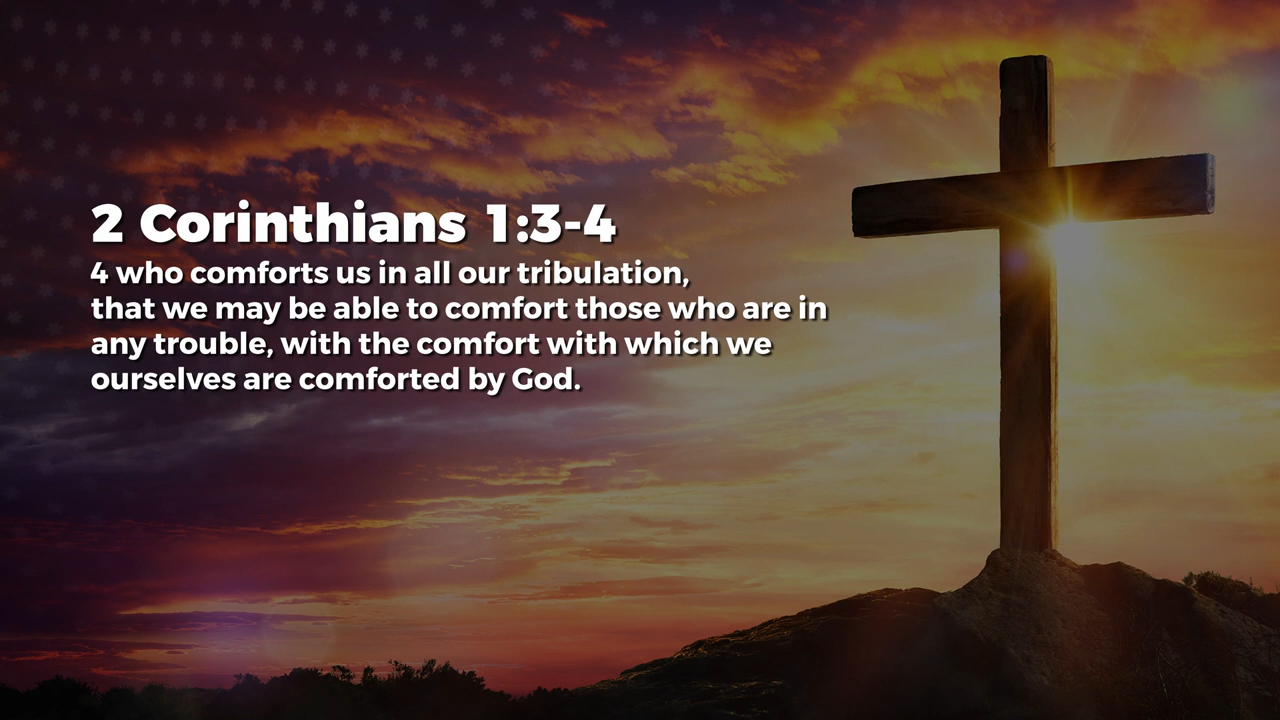 2 Corinthians 1:3-4
4 who comforts us in all our tribulation,
that we may be able to comfort those who are in
any trouble, with the comfort with which we
ourselves are comforted by God.